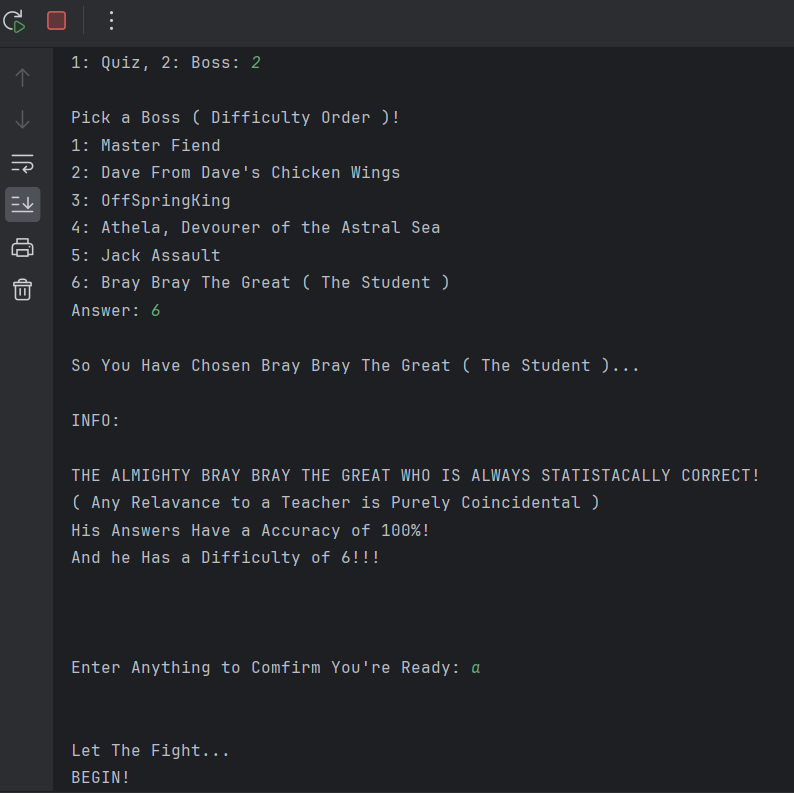 1: Quiz, 2: Boss: 2
Pick a Boss ( Difficulty Order )!
1: Master Fiend
2: Dave From Dave's Chicken Wings
3: OffSpringKing
4: Athela, Devourer of the Astral Sea
5: Jack Assault
6: Bray Bray The Great ( The Student )
Answer: 6
So You Have Chosen Bray Bray The Great ( The Student )...
INFO:
THE ALMIGHTY BRAY BRAY THE GREAT WHO IS ALWAYS STATISTACALLY CORRECT!
( Any Relavance to a Teacher is Purely Coincidental )
His Answers Have a Accuracy of 100%!
And he Has a Difficulty of 6!!!
Enter Anything to Comfirm You're Ready: a
Let The Fight...
BEGIN!